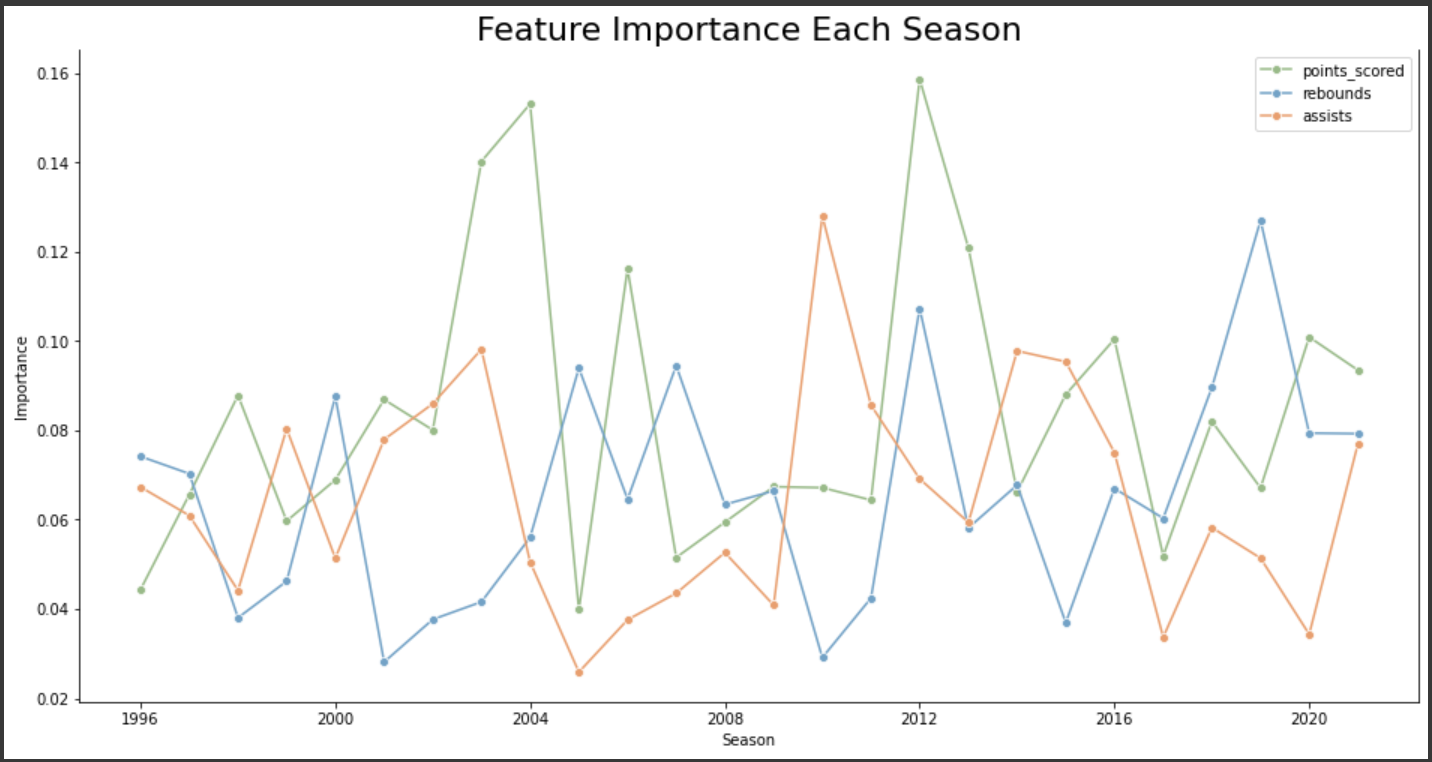 Feature Importance Each Season
points_scored
rebounds
assists
0.16
0.14
0.12
0.10
0.08
0.06
0.04
0.02
Importance
1996 2000 2004 2008 2012 2016 2020
Season